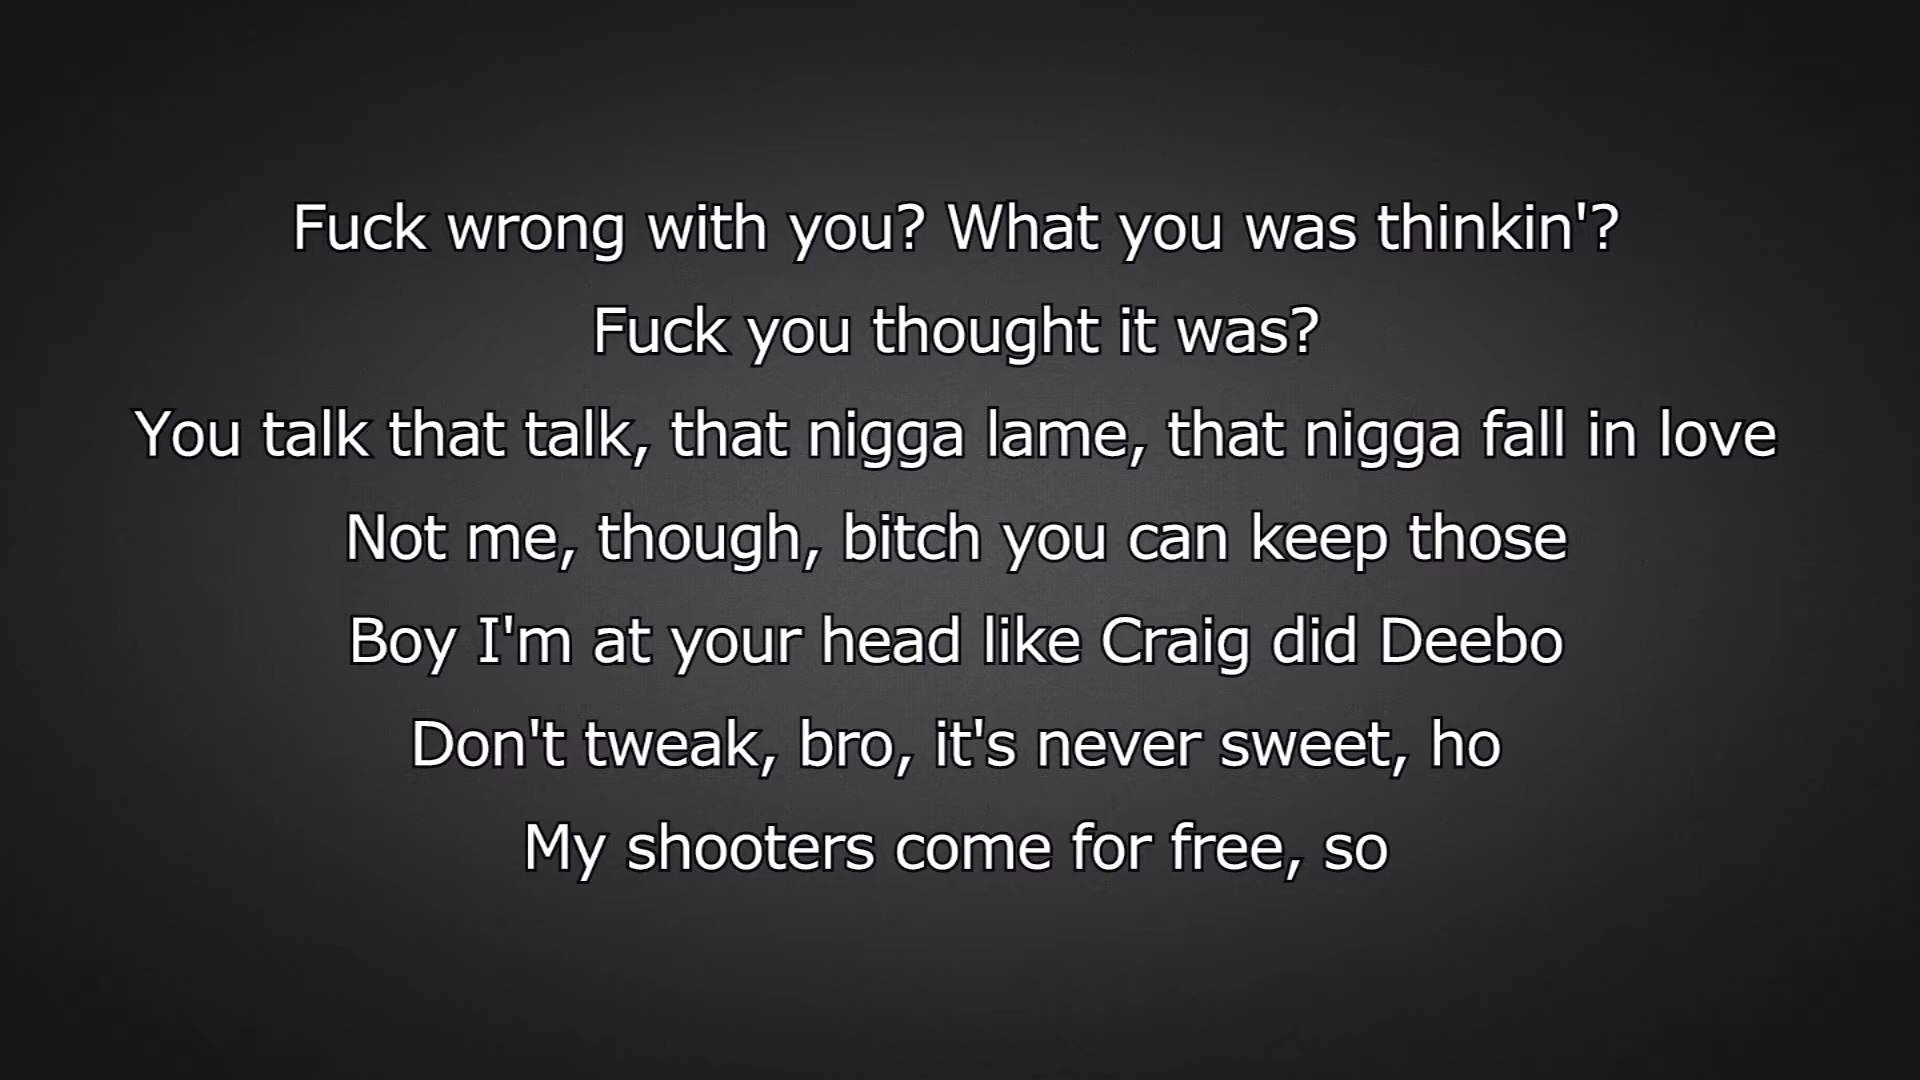 Fuck wrong with you? What you was thinkin'?
Fuck you thought it was?
You talk that talk, that nigga lame, that nigga fall in love
Not me, though, bitch you can keep those
Boy I'm at your head like Craig did Deebo
Don't tweak, bro, it's never sweet, ho
My shooters come for free, so